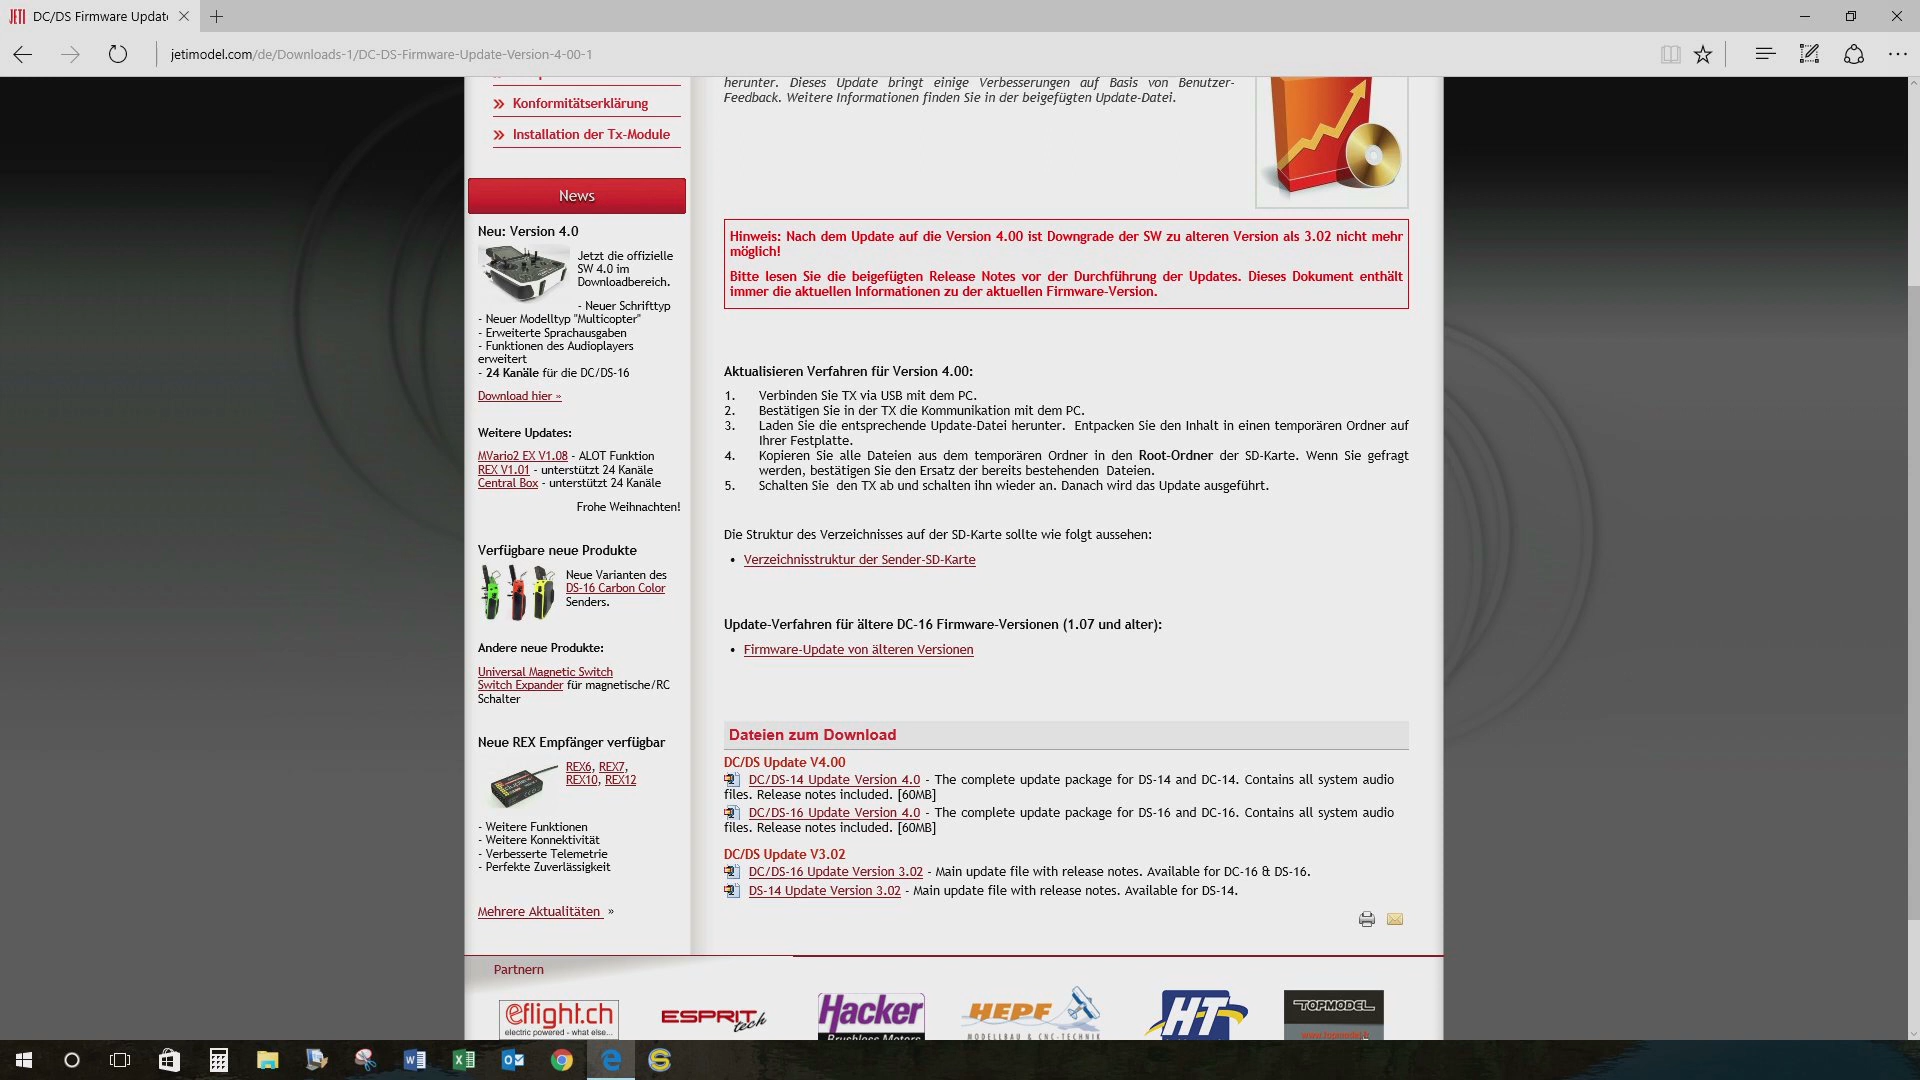 DC/DS Firmware Updat
jetimodel.com/de/Downloads-1/DC-DS-Firmware-Update-Version-4-00-1
» Konformitätserklärung
» Installation der Tx-Module
News
Neu: Version 4.0
Jetzt die offizielle
SW 4.0 im
Downloadbereich.
- Neuer Schrifttyp
- Neuer Modelltyp "Multicopter"
- Erweiterte Sprachausgaben
- Funktionen des Audioplayers
erweitert
- 24 Kanäle für die DC/DS-16
Download hier »
Weitere Updates:
MVario2 EX V1.08 - ALOT Funktion
REX V1.01 - unterstützt 24 Kanäle
Central Box - unterstützt 24 Kanäle
Frohe Weihnachten!
Verfügbare neue Produkte
Neue Varianten des
DS-16 Carbon Color
Senders.
Andere neue Produkte:
Universal Magnetic Switch
Switch Expander für magnetische/RC
Schalter
Neue REX Empfänger verfügbar
REX6, REX7,
REX10, REX12
- Weitere Funktionen
- Weitere Konnektivität
- Verbesserte Telemetrie
- Perfekte Zuverlässigkeit
Mehrere Aktualitäten »
herunter. Dieses Update bringt einige Verbesserungen auf Basis von Benutzer-
Feedback. Weitere Informationen finden Sie in der beigefügten Update-Datei.
Hinweis: Nach dem Update auf die Version 4.00 ist Downgrade der SW zu alteren Version als 3.02 nicht mehr
möglich!
Bitte lesen Sie die beigefügten Release Notes vor der Durchführung der Updates. Dieses Dokument enthält
immer die aktuellen Informationen zu der aktuellen Firmware-Version.
Aktualisieren Verfahren für Version 4.00:
1. Verbinden Sie TX via USB mit dem PC.
2. Bestätigen Sie in der TX die Kommunikation mit dem PC.
3. Laden Sie die entsprechende Update-Datei herunter. Entpacken Sie den Inhalt in einen temporären Ordner auf
Ihrer Festplatte.
4. Kopieren Sie alle Dateien aus dem temporären Ordner in den Root-Ordner der SD-Karte. Wenn Sie gefragt
werden, bestätigen Sie den Ersatz der bereits bestehenden Dateien.
5. Schalten Sie den TX ab und schalten ihn wieder an. Danach wird das Update ausgeführt.
Die Struktur des Verzeichnisses auf der SD-Karte sollte wie folgt aussehen:
• Verzeichnisstruktur der Sender-SD-Karte
Update-Verfahren für ältere DC-16 Firmware-Versionen (1.07 und alter):
• Firmware-Update von älteren Versionen
Dateien zum Download
DC/DS Update V4.00
DC/DS-14 Update Version 4.0 - The complete update package for DS-14 and DC-14. Contains all system audio
files. Release notes included. [60MB]
DC/DS-16 Update Version 4.0 - The complete update package for DS-16 and DC-16. Contains all system audio
files. Release notes included. [60MB]
DC/DS Update V3.02
DC/DS-16 Update Version 3.02 - Main update file with release notes. Available for DC-16 & DS-16.
DS-14 Update Version 3.02 - Main update file with release notes. Available for DS-14.
Partnern
eflight.ch
electric powered - what else...
ESPRIT tech
Hacker
Brushless Motors
HEPF
MODELLBAU & CNC-TECHNIK
HT
TOPMODEL